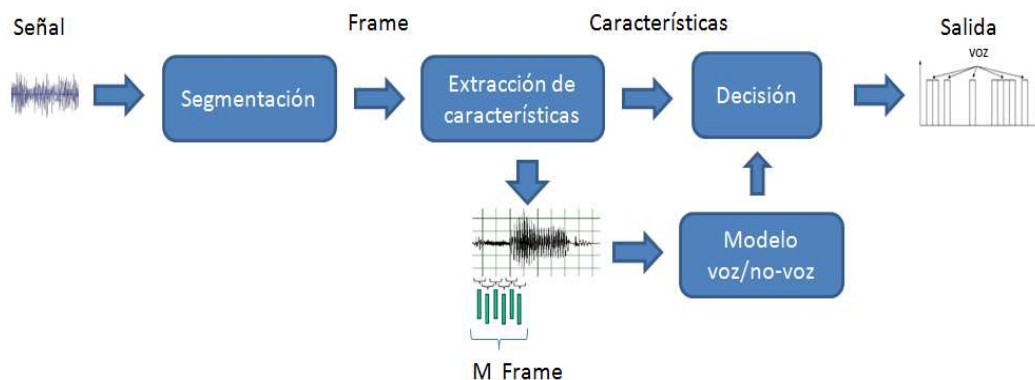 Señal
Frame
Características
Salida
voz
Segmentación
Extracción de
características
Decisión
Modelo
voz/no-voz
M Frame